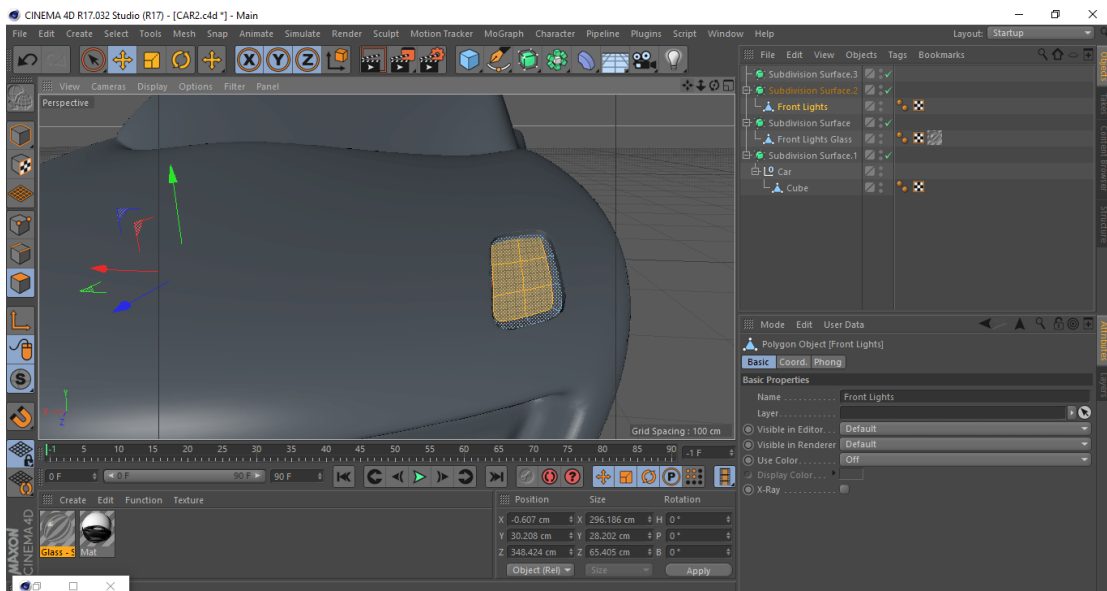 CINEMA 4D R17.032 Studio (R17) - [CAR2.c4d *] - Main
File Edit Create Select Tools Mesh Snap Animate Simulate Render Sculpt Motion Tracker MoGraph Character Pipeline Plugins Script Window Help Layout: Startup
X Y Z
File Edit View Objects Tags Bookmarks
View Cameras Display Options Filter Panel
Perspective
Subdivision Surface.3
Subdivision Surface.2
Front Lights
Subdivision Surface
Front Lights Glass
Subdivision Surface.1
Car
Cube
Objects
Takes
Content Browser
Structure
Mode Edit User Data
Polygon Object [Front Lights]
Basic Coord. Phong
Basic Properties
Name Front Lights
Layer
Visible in Editor Default
Visible in Renderer Default
Use Color Off
Display Color
X-Ray
Attributes
Layers
S
Y
X
Z
Grid Spacing : 100 cm
-1 5 10 15 20 25 30 35 40 45 50 55 60 65 70 75 80 85 90 -1 F
0 F 0 F 90 F 90 F
P
Create Edit Function Texture
Glass - S Mat
Position Size Rotation
X -0.607 cm X 296.186 cm H 0 °
Y 30.208 cm Y 28.202 cm P 0 °
Z 348.424 cm Z 65.405 cm B 0 °
Object (Rel) Size Apply
MAXON
CINEMA 4D